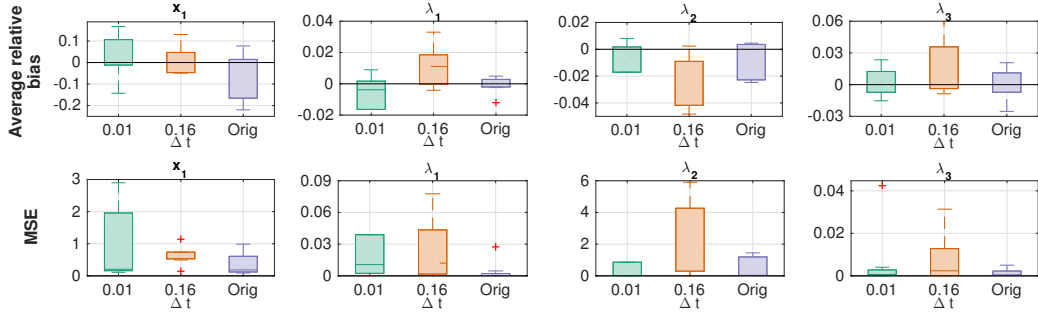 x1
λ1
λ2
λ3
Average relative
bias
0.1
0
-0.1
-0.2
0.01 0.16 Orig
Δ t
0.04
0.02
0
-0.02
0.01 0.16 Orig
Δ t
0.02
0
-0.02
-0.04
0.01 0.16 Orig
Δ t
0.06
0.03
0
-0.03
0.01 0.16 Orig
Δ t
x1
λ1
λ2
λ3
MSE
3
2
1
0
0.01 0.16 Orig
Δ t
0.09
0.06
0.03
0
0.01 0.16 Orig
Δ t
6
4
2
0
0.01 0.16 Orig
Δ t
0.04
0.02
0
0.01 0.16 Orig
Δ t